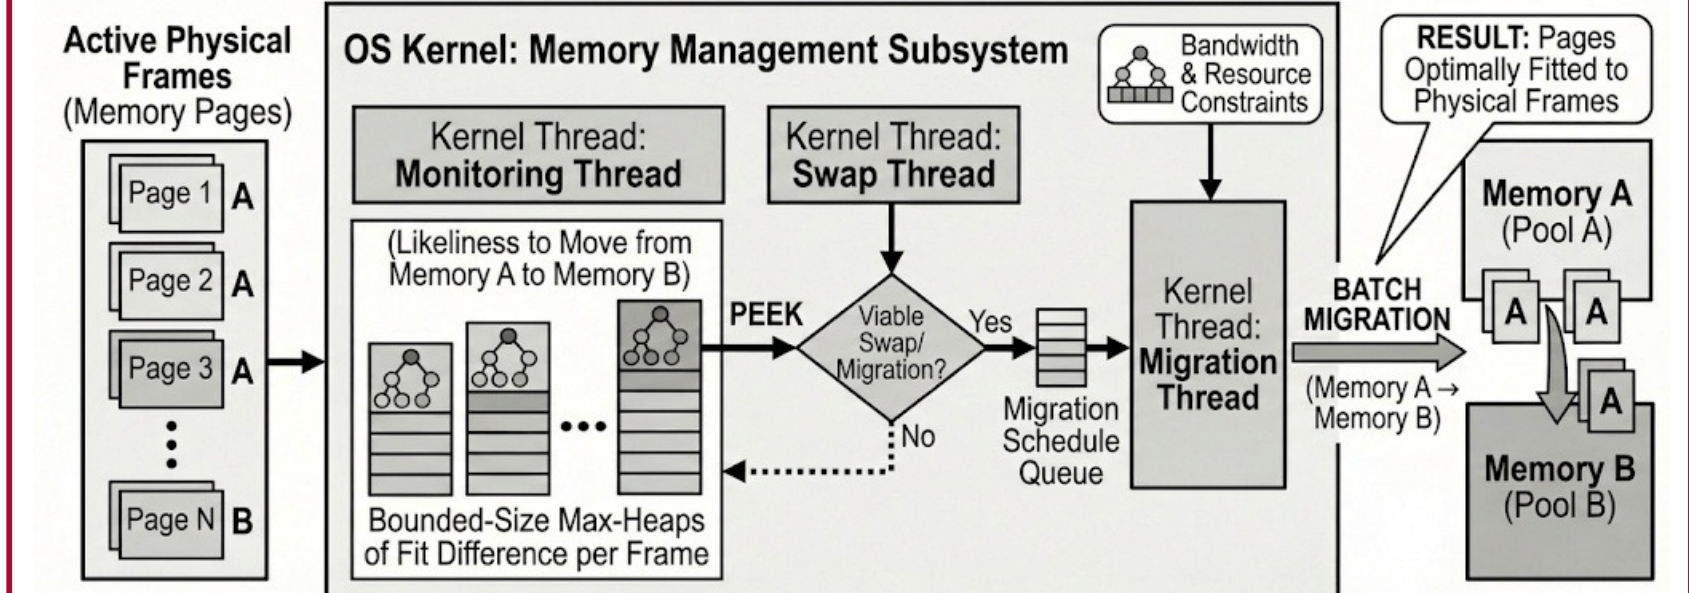 Active Physical
Frames
(Memory Pages)
Page 1 A
Page 2 A
Page 3 A
Page N B
OS Kernel: Memory Management Subsystem
Kernel Thread:
Monitoring Thread
(Likeliness to Move from
Memory A to Memory B)
Bounded-Size Max-Heaps
of Fit Difference per Frame
PEEK
Kernel Thread:
Swap Thread
Viable
Swap/
Migration?
Yes
No
Migration
Schedule
Queue
Bandwidth
& Resource
Constraints
Kernel
Thread:
Migration
Thread
BATCH
MIGRATION
(Memory A →
Memory B)
RESULT: Pages
Optimally Fitted to
Physical Frames
Memory A
(Pool A)
A
A
A
Memory B
(Pool B)